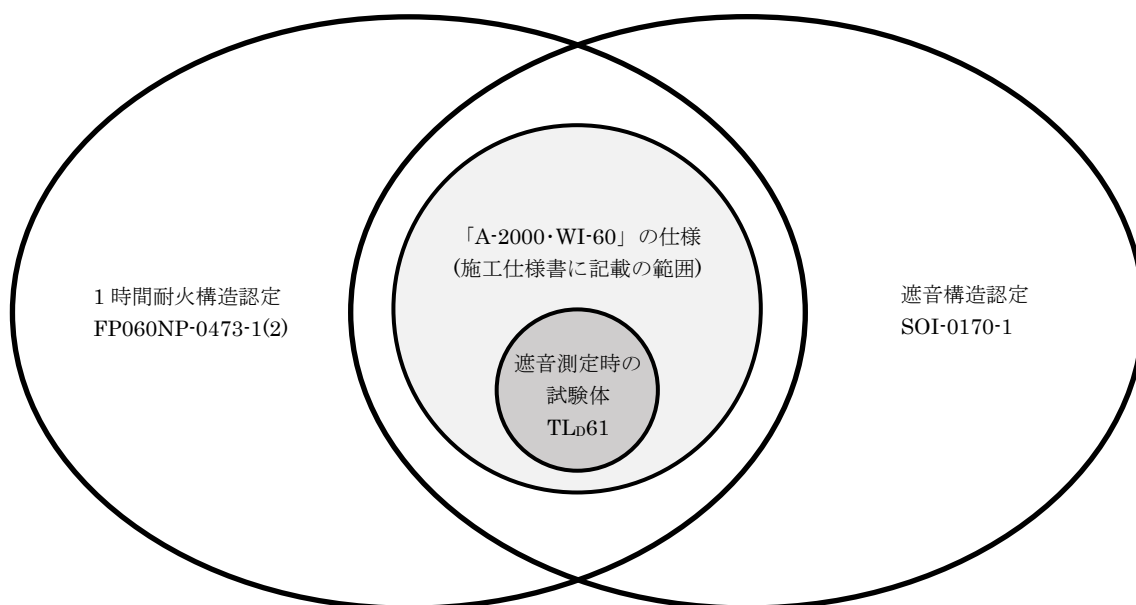 「A-2000・WI-60」の仕様
(施工仕様書に記載の範囲)
1 時間耐火構造認定
FP060NP-0473-1(2)
遮音構造認定
SOI-0170-1
遮音測定時の
試験体
TLD61